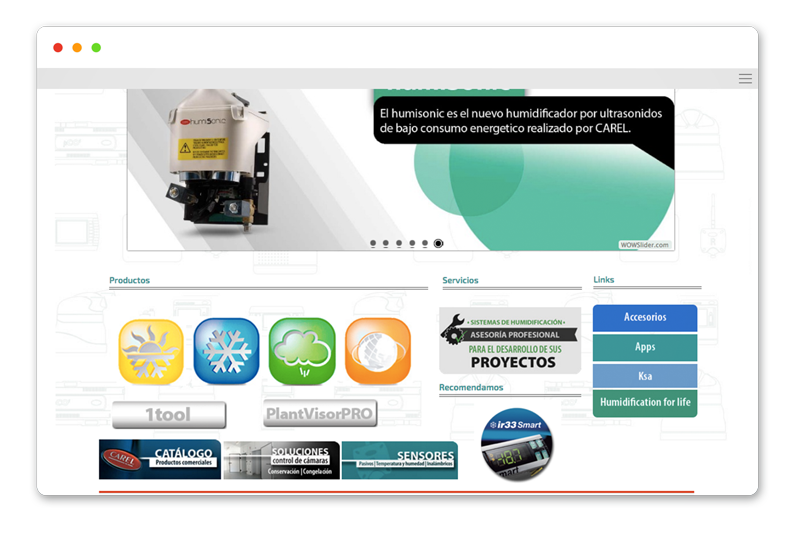 El humisonic es el nuevo humidificador por ultrasonidos
de bajo consumo energetico realizado por CAREL.
humiSonic
WOWSlider.com
Productos
Servicios
Links
SISTEMAS DE HUMIDIFICACIÓN
ASESORÍA PROFESIONAL
PARA EL DESARROLLO DE SUS
PROYECTOS
Accesorios
Apps
Ksa
Humidification for life
Recomendamos
1tool
PlantVisorPRO
ir33 Smart
CAREL
CATÁLOGO
Productos comerciales
SOLUCIONES
control de cámaras
Conservación | Congelación
SENSORES
Pasivos | Temperatura y humedad | Inalámbricos